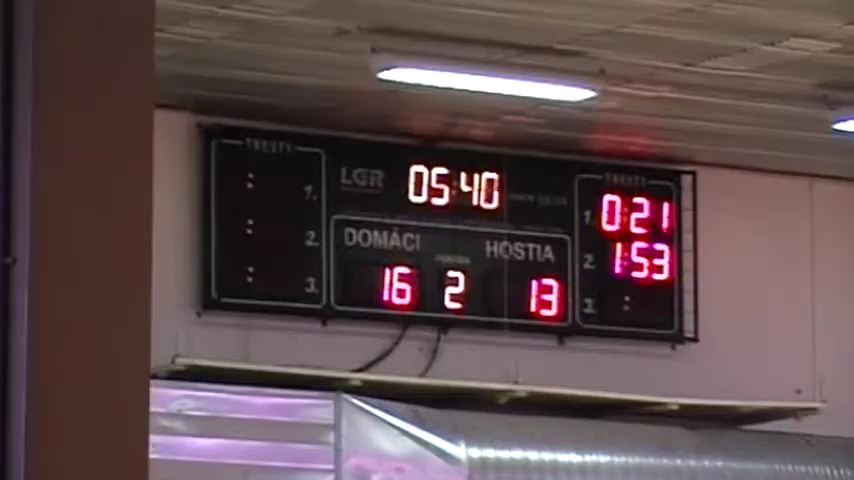 TRESTY
LGR
05:40
TRESTY
1.
1.
0:21
DOMÁCI
HOSTIA
2.
2.
1:53
16
2
13
3.
3.